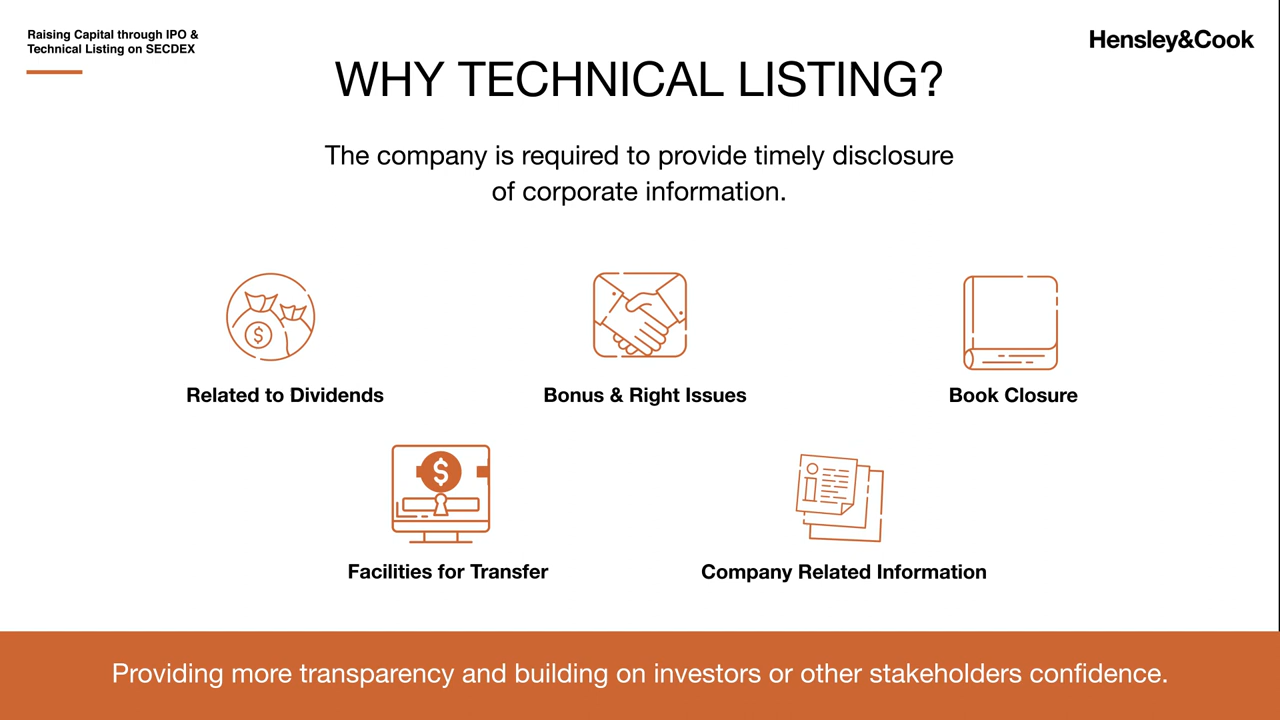 Raising Capital through IPO &
Technical Listing on SECDEX
Hensley&Cook
WHY TECHNICAL LISTING?
The company is required to provide timely disclosure
of corporate information.
$
Related to Dividends
Bonus & Right Issues
Book Closure
$
Facilities for Transfer
Company Related Information
Providing more transparency and building on investors or other stakeholders confidence.